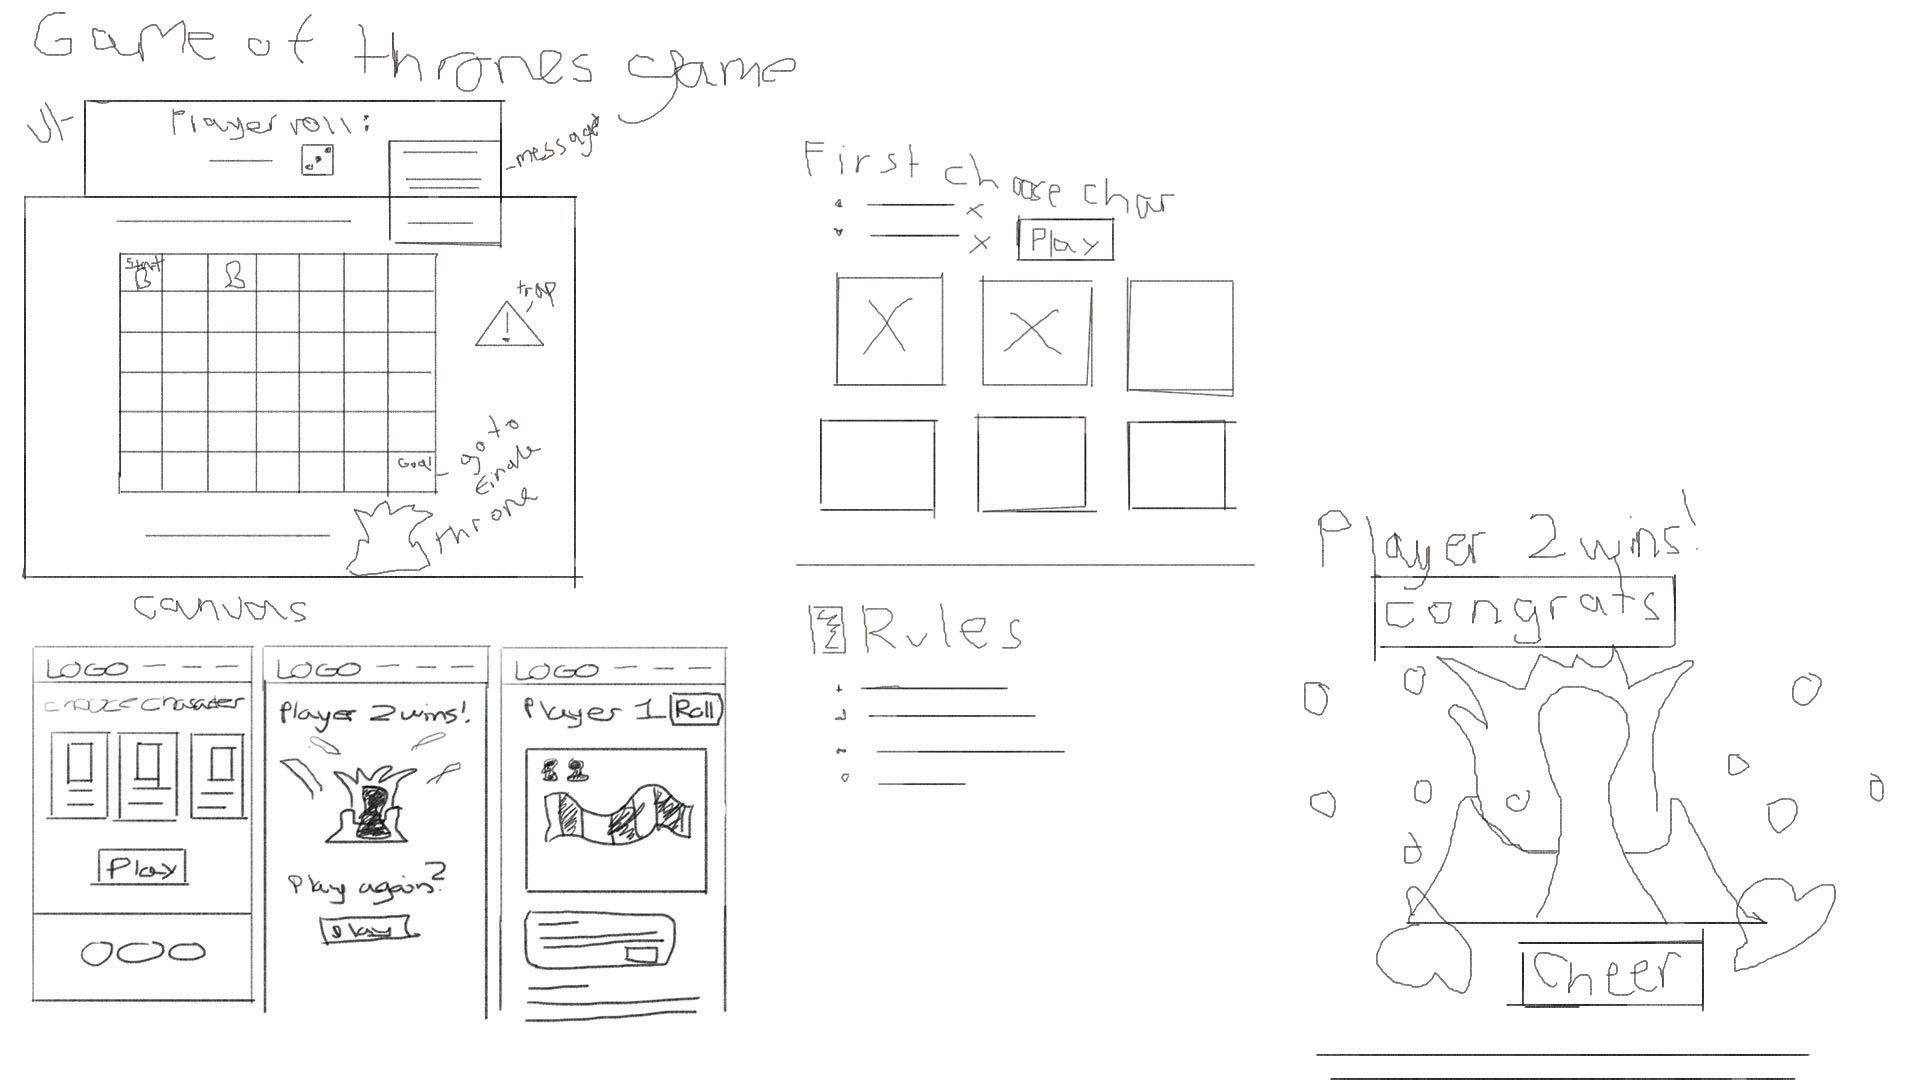 Game of thrones game
Player roll:
message
Start
trap
Goal
go to
finale
throne
canvas
LOGO
choose character
Play
LOGO
Player 2 wins!
Play again?
Play
LOGO
Player 1 Roll
First choose char
Play
Rules
Player 2 wins!
congrats
Cheer